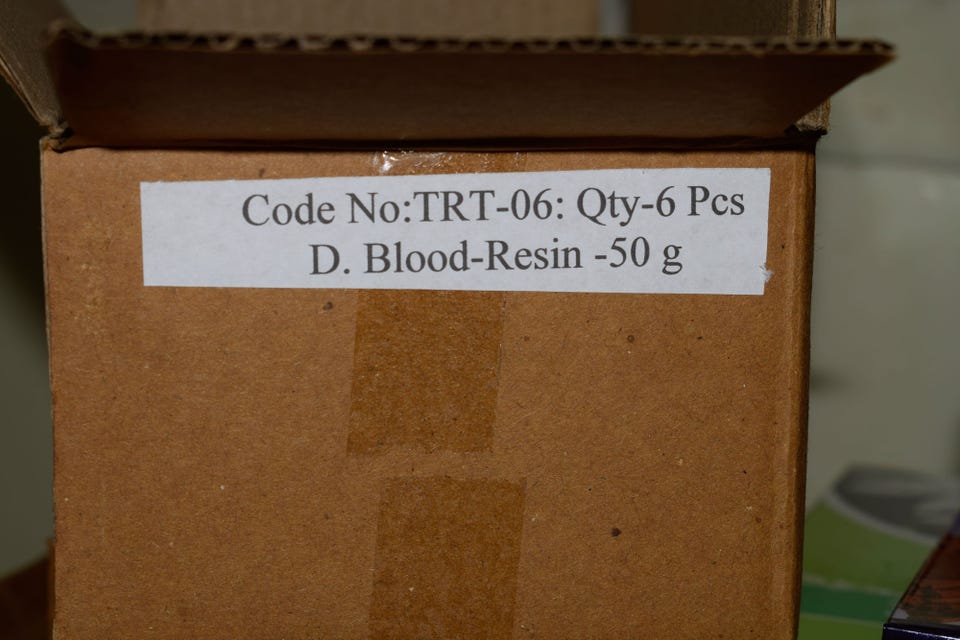 Code No:TRT-06: Qty-6 Pcs
D. Blood-Resin -50 g